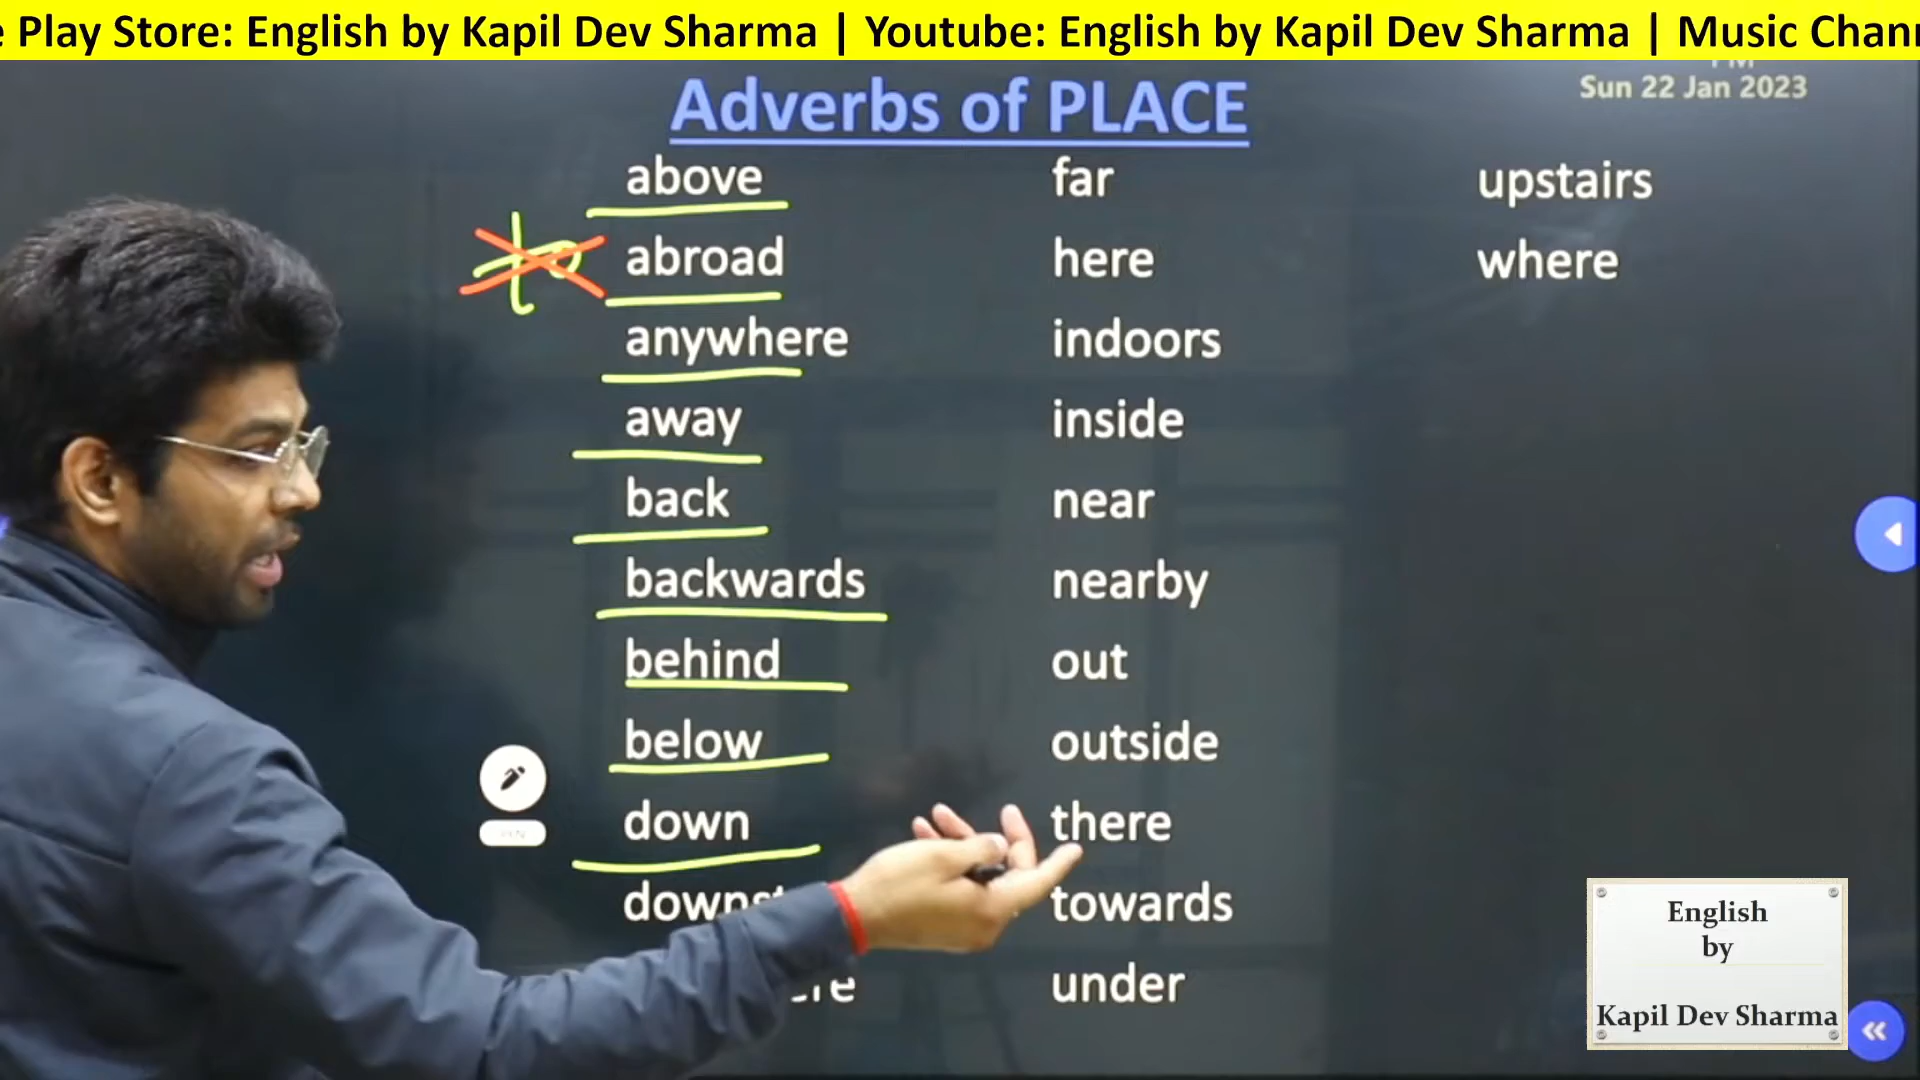 Play Store: English by Kapil Dev Sharma | Youtube: English by Kapil Dev Sharma | Music
Sun 22 Jan 2023
Adverbs of PLACE
above
to abroad
anywhere
away
back
backwards
behind
below
down
far
here
indoors
inside
near
nearby
out
outside
there
towards
under
upstairs
where
English
by
Kapil Dev Sharma